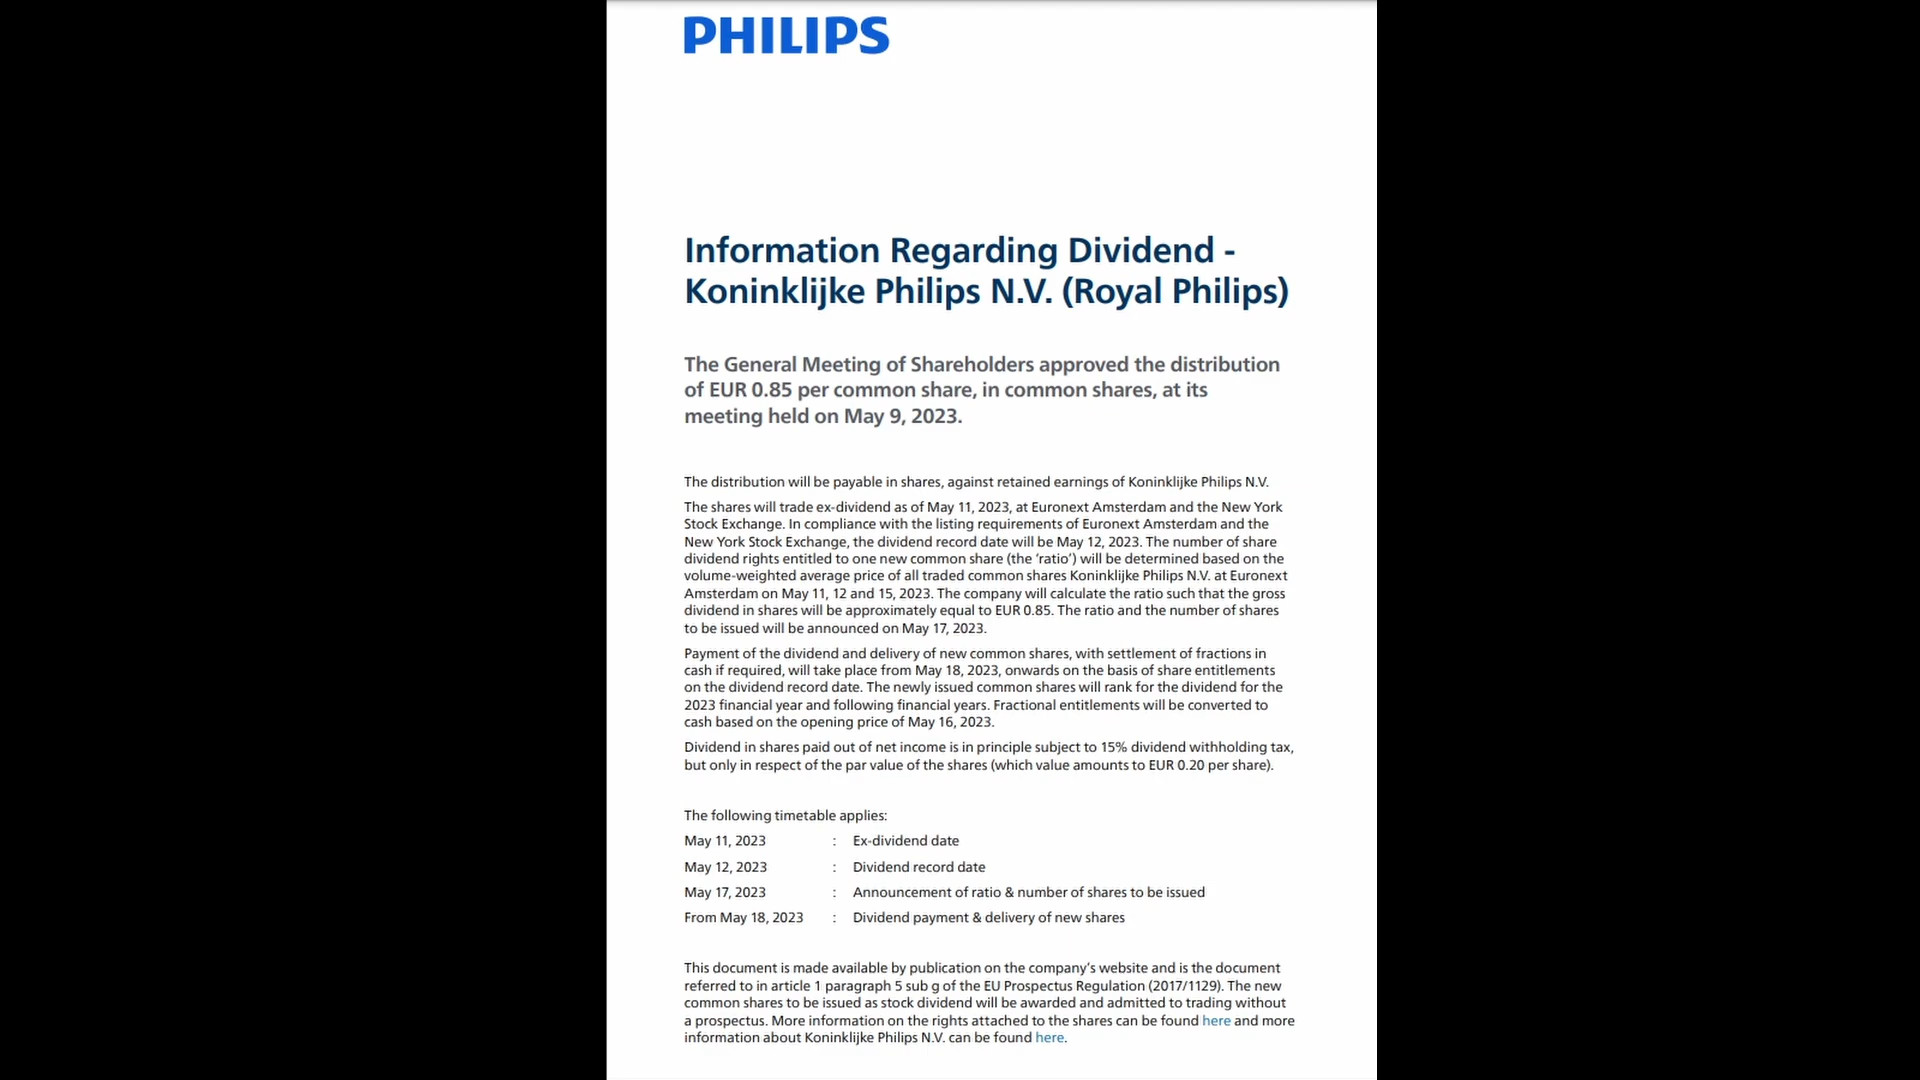 PHILIPS
Information Regarding Dividend -
Koninklijke Philips N.V. (Royal Philips)
The General Meeting of Shareholders approved the distribution
of EUR 0.85 per common share, in common shares, at its
meeting held on May 9, 2023.
The distribution will be payable in shares, against retained earnings of Koninklijke Philips N.V.
The shares will trade ex-dividend as of May 11, 2023, at Euronext Amsterdam and the New York
Stock Exchange. In compliance with the listing requirements of Euronext Amsterdam and the
New York Stock Exchange, the dividend record date will be May 12, 2023. The number of share
dividend rights entitled to one new common share (the ‘ratio’) will be determined based on the
volume-weighted average price of all traded common shares Koninklijke Philips N.V. at Euronext
Amsterdam on May 11, 12 and 15, 2023. The company will calculate the ratio such that the gross
dividend in shares will be approximately equal to EUR 0.85. The ratio and the number of shares
to be issued will be announced on May 17, 2023.
Payment of the dividend and delivery of new common shares, with settlement of fractions in
cash if required, will take place from May 18, 2023, onwards on the basis of share entitlements
on the dividend record date. The newly issued common shares will rank for the dividend for the
2023 financial year and following financial years. Fractional entitlements will be converted to
cash based on the opening price of May 16, 2023.
Dividend in shares paid out of net income is in principle subject to 15% dividend withholding tax,
but only in respect of the par value of the shares (which value amounts to EUR 0.20 per share).
The following timetable applies:
May 11, 2023 : Ex-dividend date
May 12, 2023 : Dividend record date
May 17, 2023 : Announcement of ratio & number of shares to be issued
From May 18, 2023 : Dividend payment & delivery of new shares
This document is made available by publication on the company’s website and is the document
referred to in article 1 paragraph 5 sub g of the EU Prospectus Regulation (2017/1129). The new
common shares to be issued as stock dividend will be awarded and admitted to trading without
a prospectus. More information on the rights attached to the shares can be found here and more
information about Koninklijke Philips N.V. can be found here.